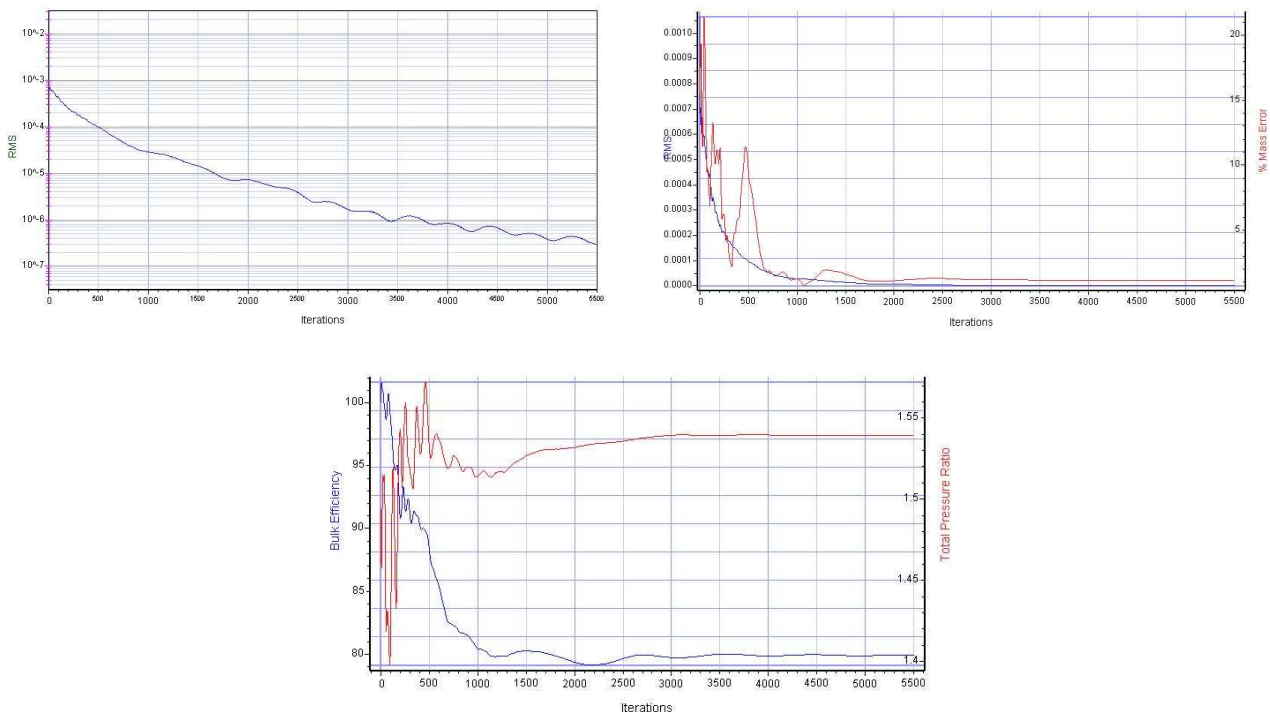 10^-2
10^-3
10^-4
10^-5
10^-6
10^-7
RMS
0 500 1000 1500 2000 2500 3000 3500 4000 4500 5000 5500
Iterations
0.0010
0.0009
0.0008
0.0007
0.0006
0.0005
0.0004
0.0003
0.0002
0.0001
0.0000
RMS
20
15
10
5
% Mass Error
0 500 1000 1500 2000 2500 3000 3500 4000 4500 5000 5500
Iterations
100
95
90
85
80
Bulk Efficiency
1.55
1.5
1.45
1.4
Total Pressure Ratio
0 500 1000 1500 2000 2500 3000 3500 4000 4500 5000 5500
Iterations